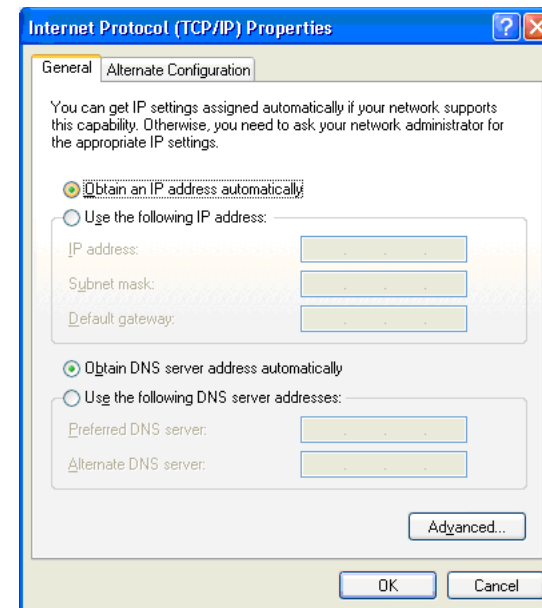 Internet Protocol (TCP/IP) Properties
General
Alternate Configuration
You can get IP settings assigned automatically if your network supports
this capability. Otherwise, you need to ask your network administrator for
the appropriate IP settings.
Obtain an IP address automatically
Use the following IP address:
IP address:
Subnet mask:
Default gateway:
Obtain DNS server address automatically
Use the following DNS server addresses:
Preferred DNS server:
Alternate DNS server:
Advanced...
OK
Cancel